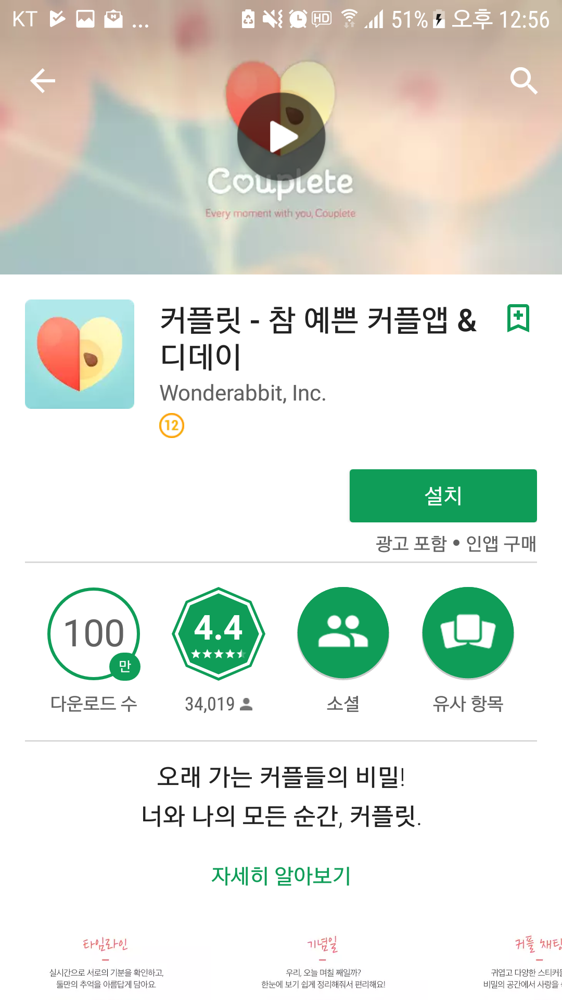 KT ... HD 51% 오후 12:56
Couplete
Every moment with you, Couplete
커플릿 - 참 예쁜 커플앱 &
디데이
Wonderabbit, Inc.
12
설치
광고 포함 • 인앱 구매
100
만
4.4
다운로드 수
34,019
소셜
유사 항목
오래 가는 커플들의 비밀!
너와 나의 모든 순간, 커플릿.
자세히 알아보기
타임라인
실시간으로 서로의 기분을 확인하고,
둘만의 추억을 아름답게 담아요.
기념일
우리, 오늘 며칠 째일까?
한눈에 보기 쉽게 정리해줘서 편리해요!
커플 채팅
귀엽고 다양한 스티커
비밀의 공간에서 사랑을